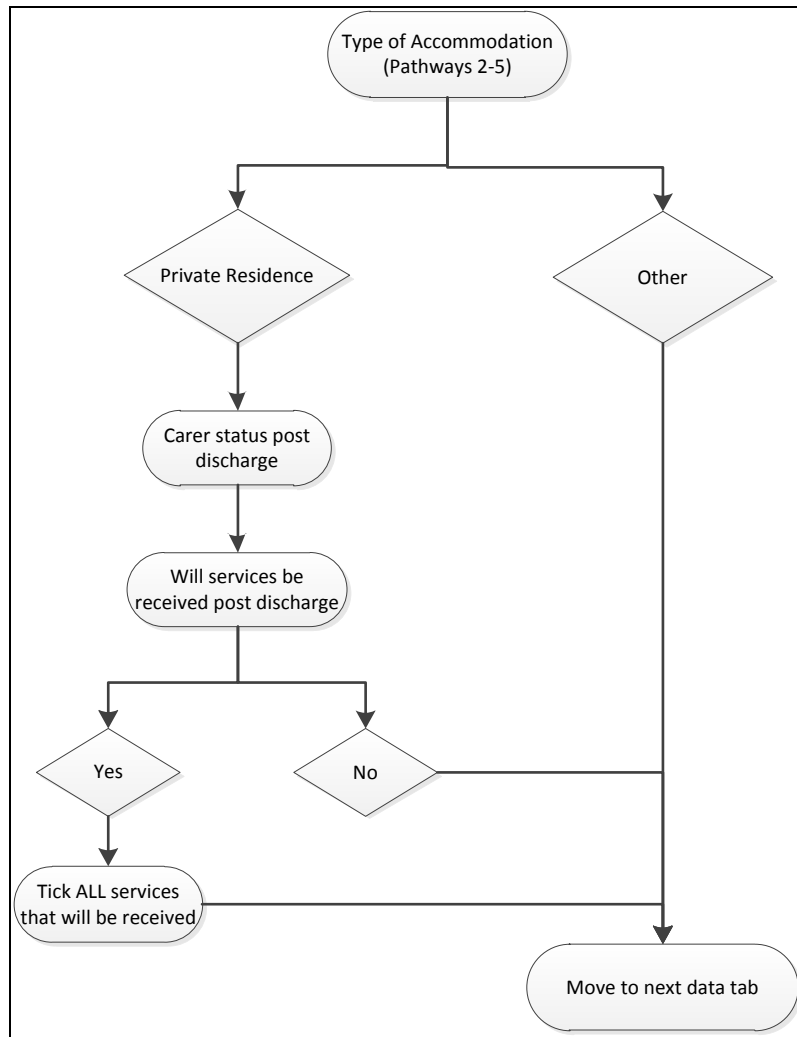 Type of Accommodation
(Pathways 2-5)
Private Residence
Other
Carer status post
discharge
Will services be
received post discharge
Yes
No
Tick ALL services
that will be received
Move to next data tab